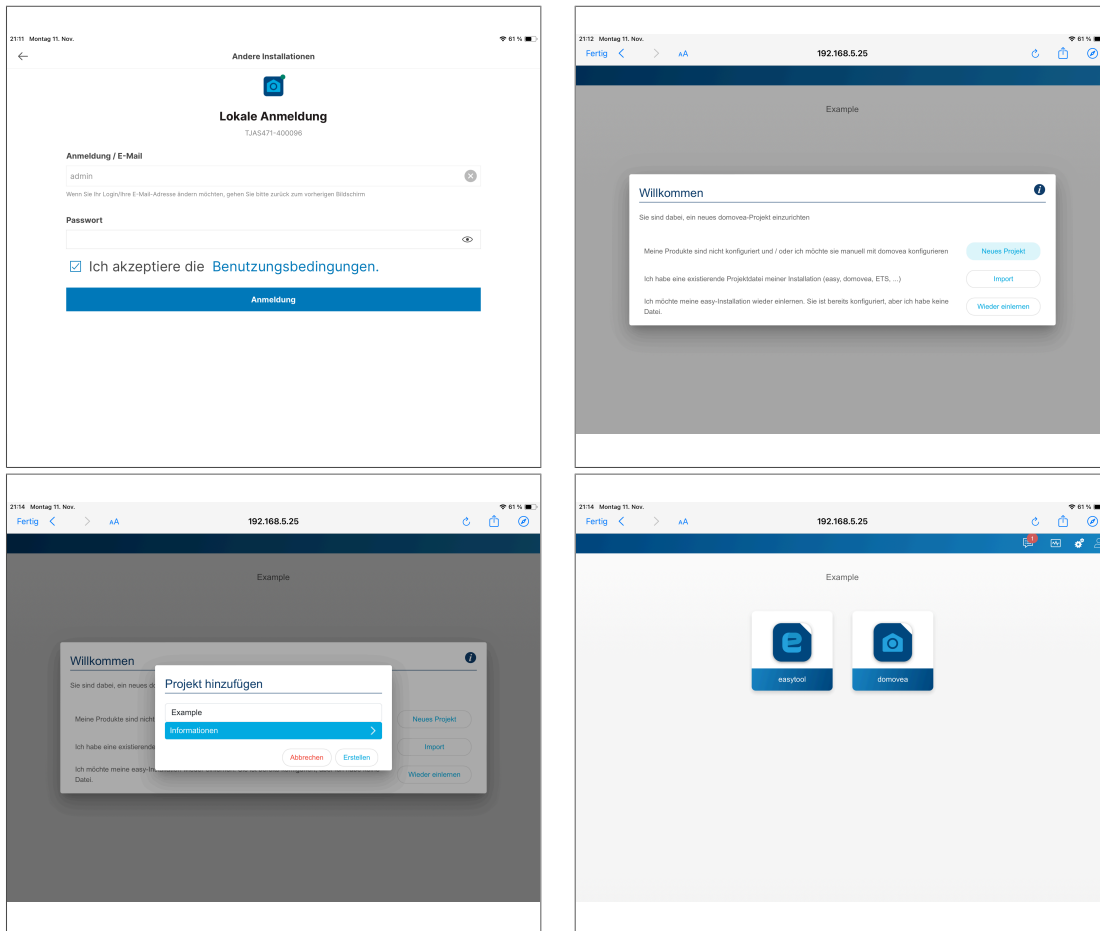 21:11 Montag 11. Nov.
61 %
Andere Installationen
Lokale Anmeldung
TJAS471-400096
Anmeldung / E-Mail
admin
Wenn Sie Ihr Login/Ihre E-Mail-Adresse ändern möchten, gehen Sie bitte zurück zum vorherigen Bildschirm
Passwort
Ich akzeptiere die Benutzungsbedingungen.
Anmeldung
21:12 Montag 11. Nov.
61 %
Fertig
AA
192.168.5.25
Example
Willkommen
Sie sind dabei, ein neues domovea-Projekt einzurichten
Meine Produkte sind nicht konfiguriert und / oder ich möchte sie manuell mit domovea konfigurieren
Neues Projekt
Ich habe eine existierende Projektdatei meiner Installation (easy, domovea, ETS, ...)
Import
Ich möchte meine easy-Installation wieder einlernen. Sie ist bereits konfiguriert, aber ich habe keine
Datei.
Wieder einlernen
21:14 Montag 11. Nov.
61 %
Fertig
AA
192.168.5.25
Example
Willkommen
Sie sind dabei, ein neues d
Projekt hinzufügen
Example
Informationen
Abbrechen
Erstellen
Meine Produkte sind nicht
Neues Projekt
Ich habe eine existierende
Import
Ich möchte meine easy-In
Datei.
Wieder einlernen
21:14 Montag 11. Nov.
61 %
Fertig
AA
192.168.5.25
1
Example
easytool
domovea